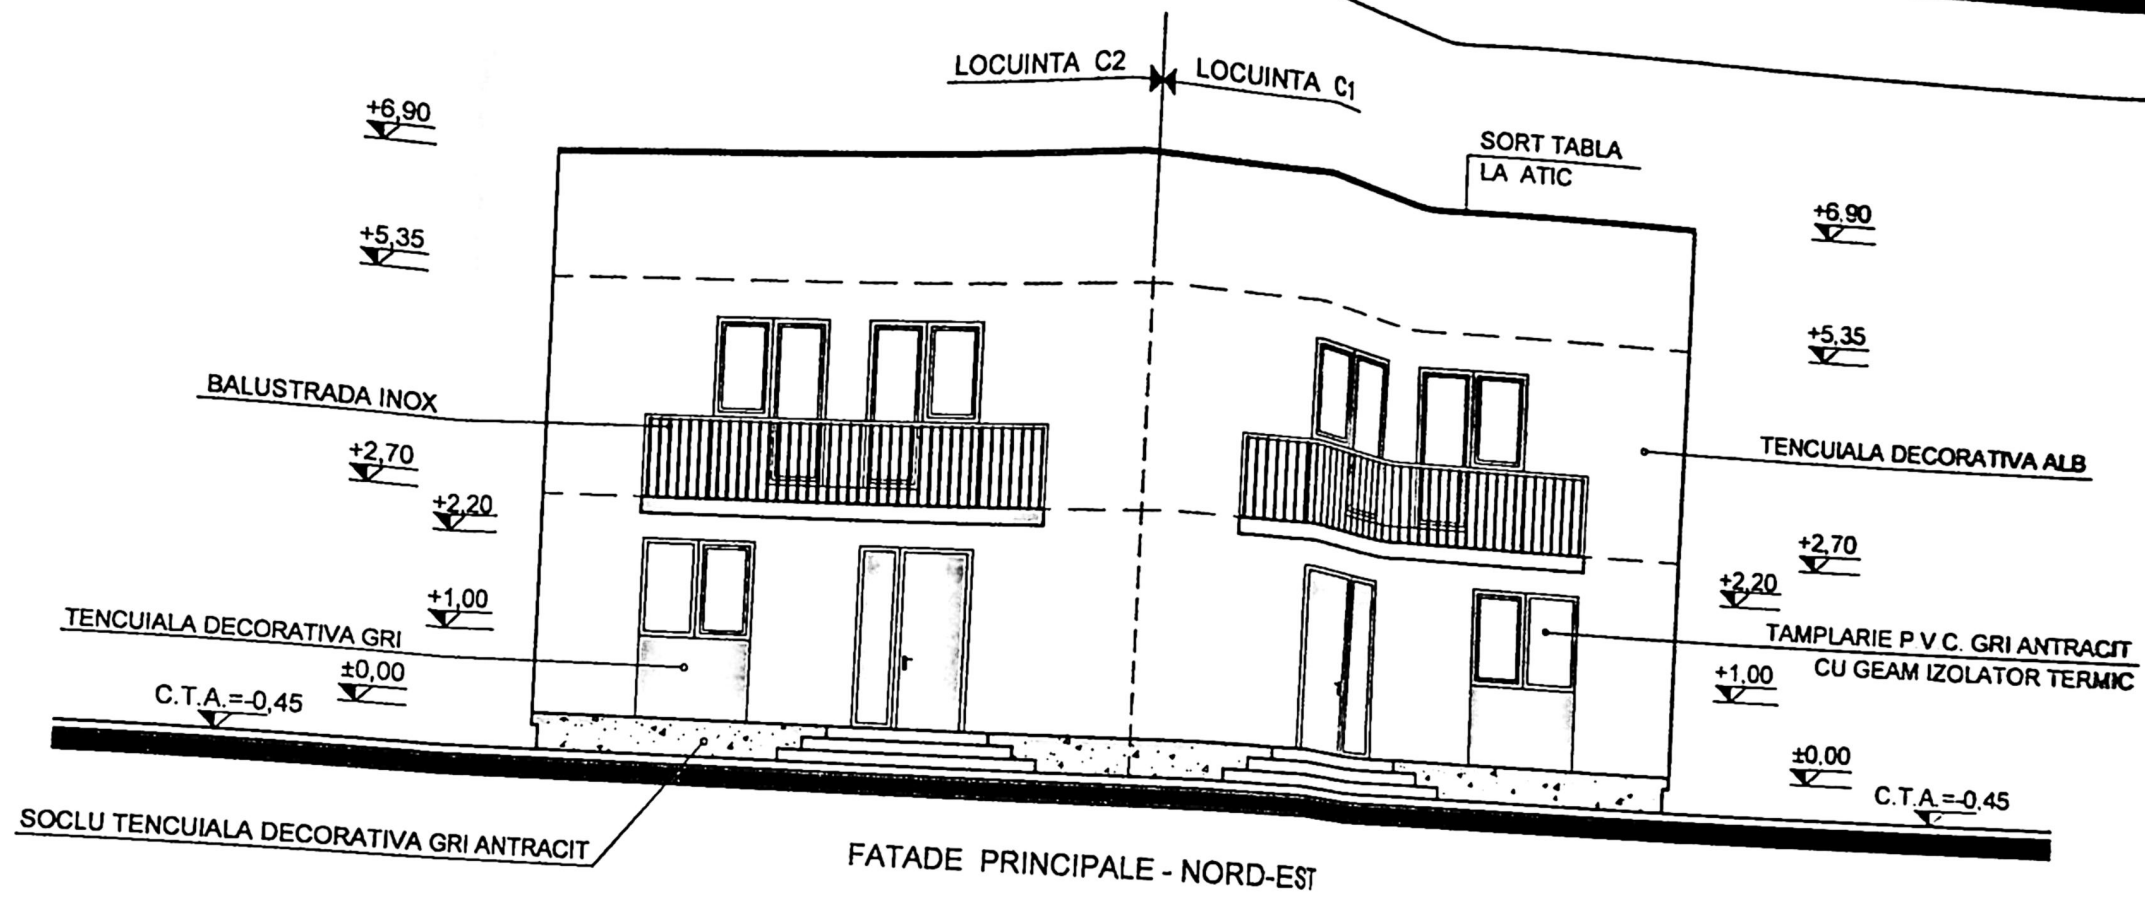 LOCUINTA C2
LOCUINTA C1
+6,90
SORT TABLA
LA ATIC
+6,90
+5,35
+5,35
BALUSTRADA INOX
+2,70
+2,20
TENCUIALA DECORATIVA ALB
+2,70
+2,20
+1,00
TENCUIALA DECORATIVA GRI
±0,00
C.T.A.=-0,45
TAMPLARIE P V C. GRI ANTRACIT
CU GEAM IZOLATOR TERMIC
+1,00
±0,00
C.T.A.=-0,45
SOCLU TENCUIALA DECORATIVA GRI ANTRACIT
FATADE PRINCIPALE - NORD-EST